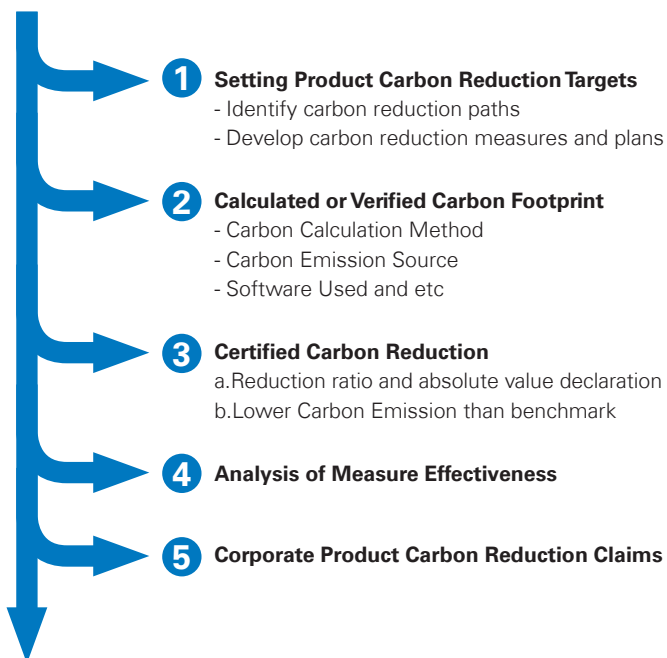 1 Setting Product Carbon Reduction Targets
- Identify carbon reduction paths
- Develop carbon reduction measures and plans
2 Calculated or Verified Carbon Footprint
- Carbon Calculation Method
- Carbon Emission Source
- Software Used and etc
3 Certified Carbon Reduction
a.Reduction ratio and absolute value declaration
b.Lower Carbon Emission than benchmark
4 Analysis of Measure Effectiveness
5 Corporate Product Carbon Reduction Claims